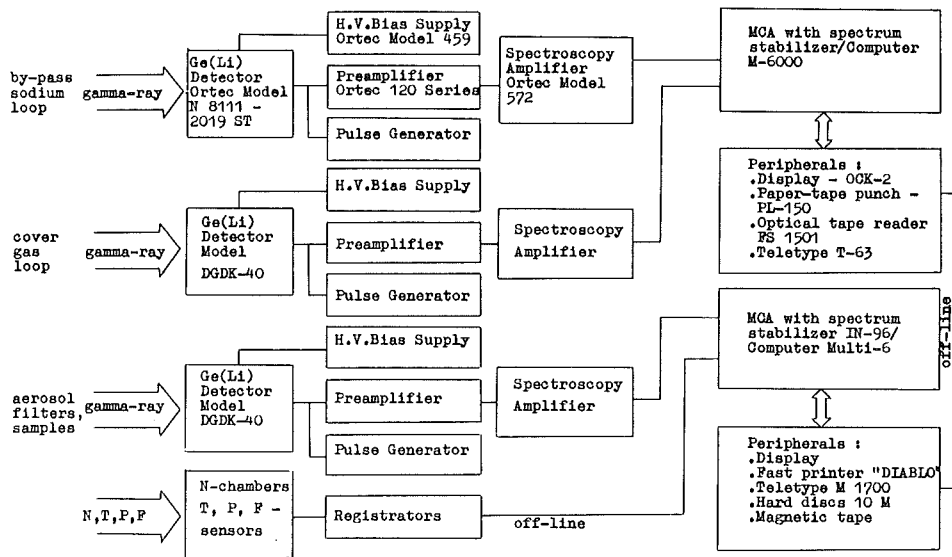 by-pass
sodium
loop
gamma-ray
Ge(Li)
Detector
Ortec Model
N 8111 -
2019 ST
H.V.Bias Supply
Ortec Model 459
Preamplifier
Ortec 120 Series
Pulse Generator
Spectroscopy
Amplifier
Ortec Model
572
MCA with spectrum
stabilizer/Computer
M-6000
Peripherals :
.Display - OCK-2
.Paper-tape punch -
PL-150
.Optical tape reader
FS 1501
.Teletype T-63
cover
gas
loop
gamma-ray
Ge(Li)
Detector
Model
DGDK-40
H.V.Bias Supply
Preamplifier
Pulse Generator
Spectroscopy
Amplifier
off-line
aerosol
filters,
samples
gamma-ray
Ge(Li)
Detector
Model
DGDK-40
H.V.Bias Supply
Preamplifier
Pulse Generator
Spectroscopy
Amplifier
MCA with spectrum
stabilizer IN-96/
Computer Multi-6
Peripherals :
.Display
.Fast printer "DIABLO"
.Teletype M 1700
.Hard discs 10 M
.Magnetic tape
N,T,P,F
N-chambers
T, P, F -
sensors
Registrators
off-line